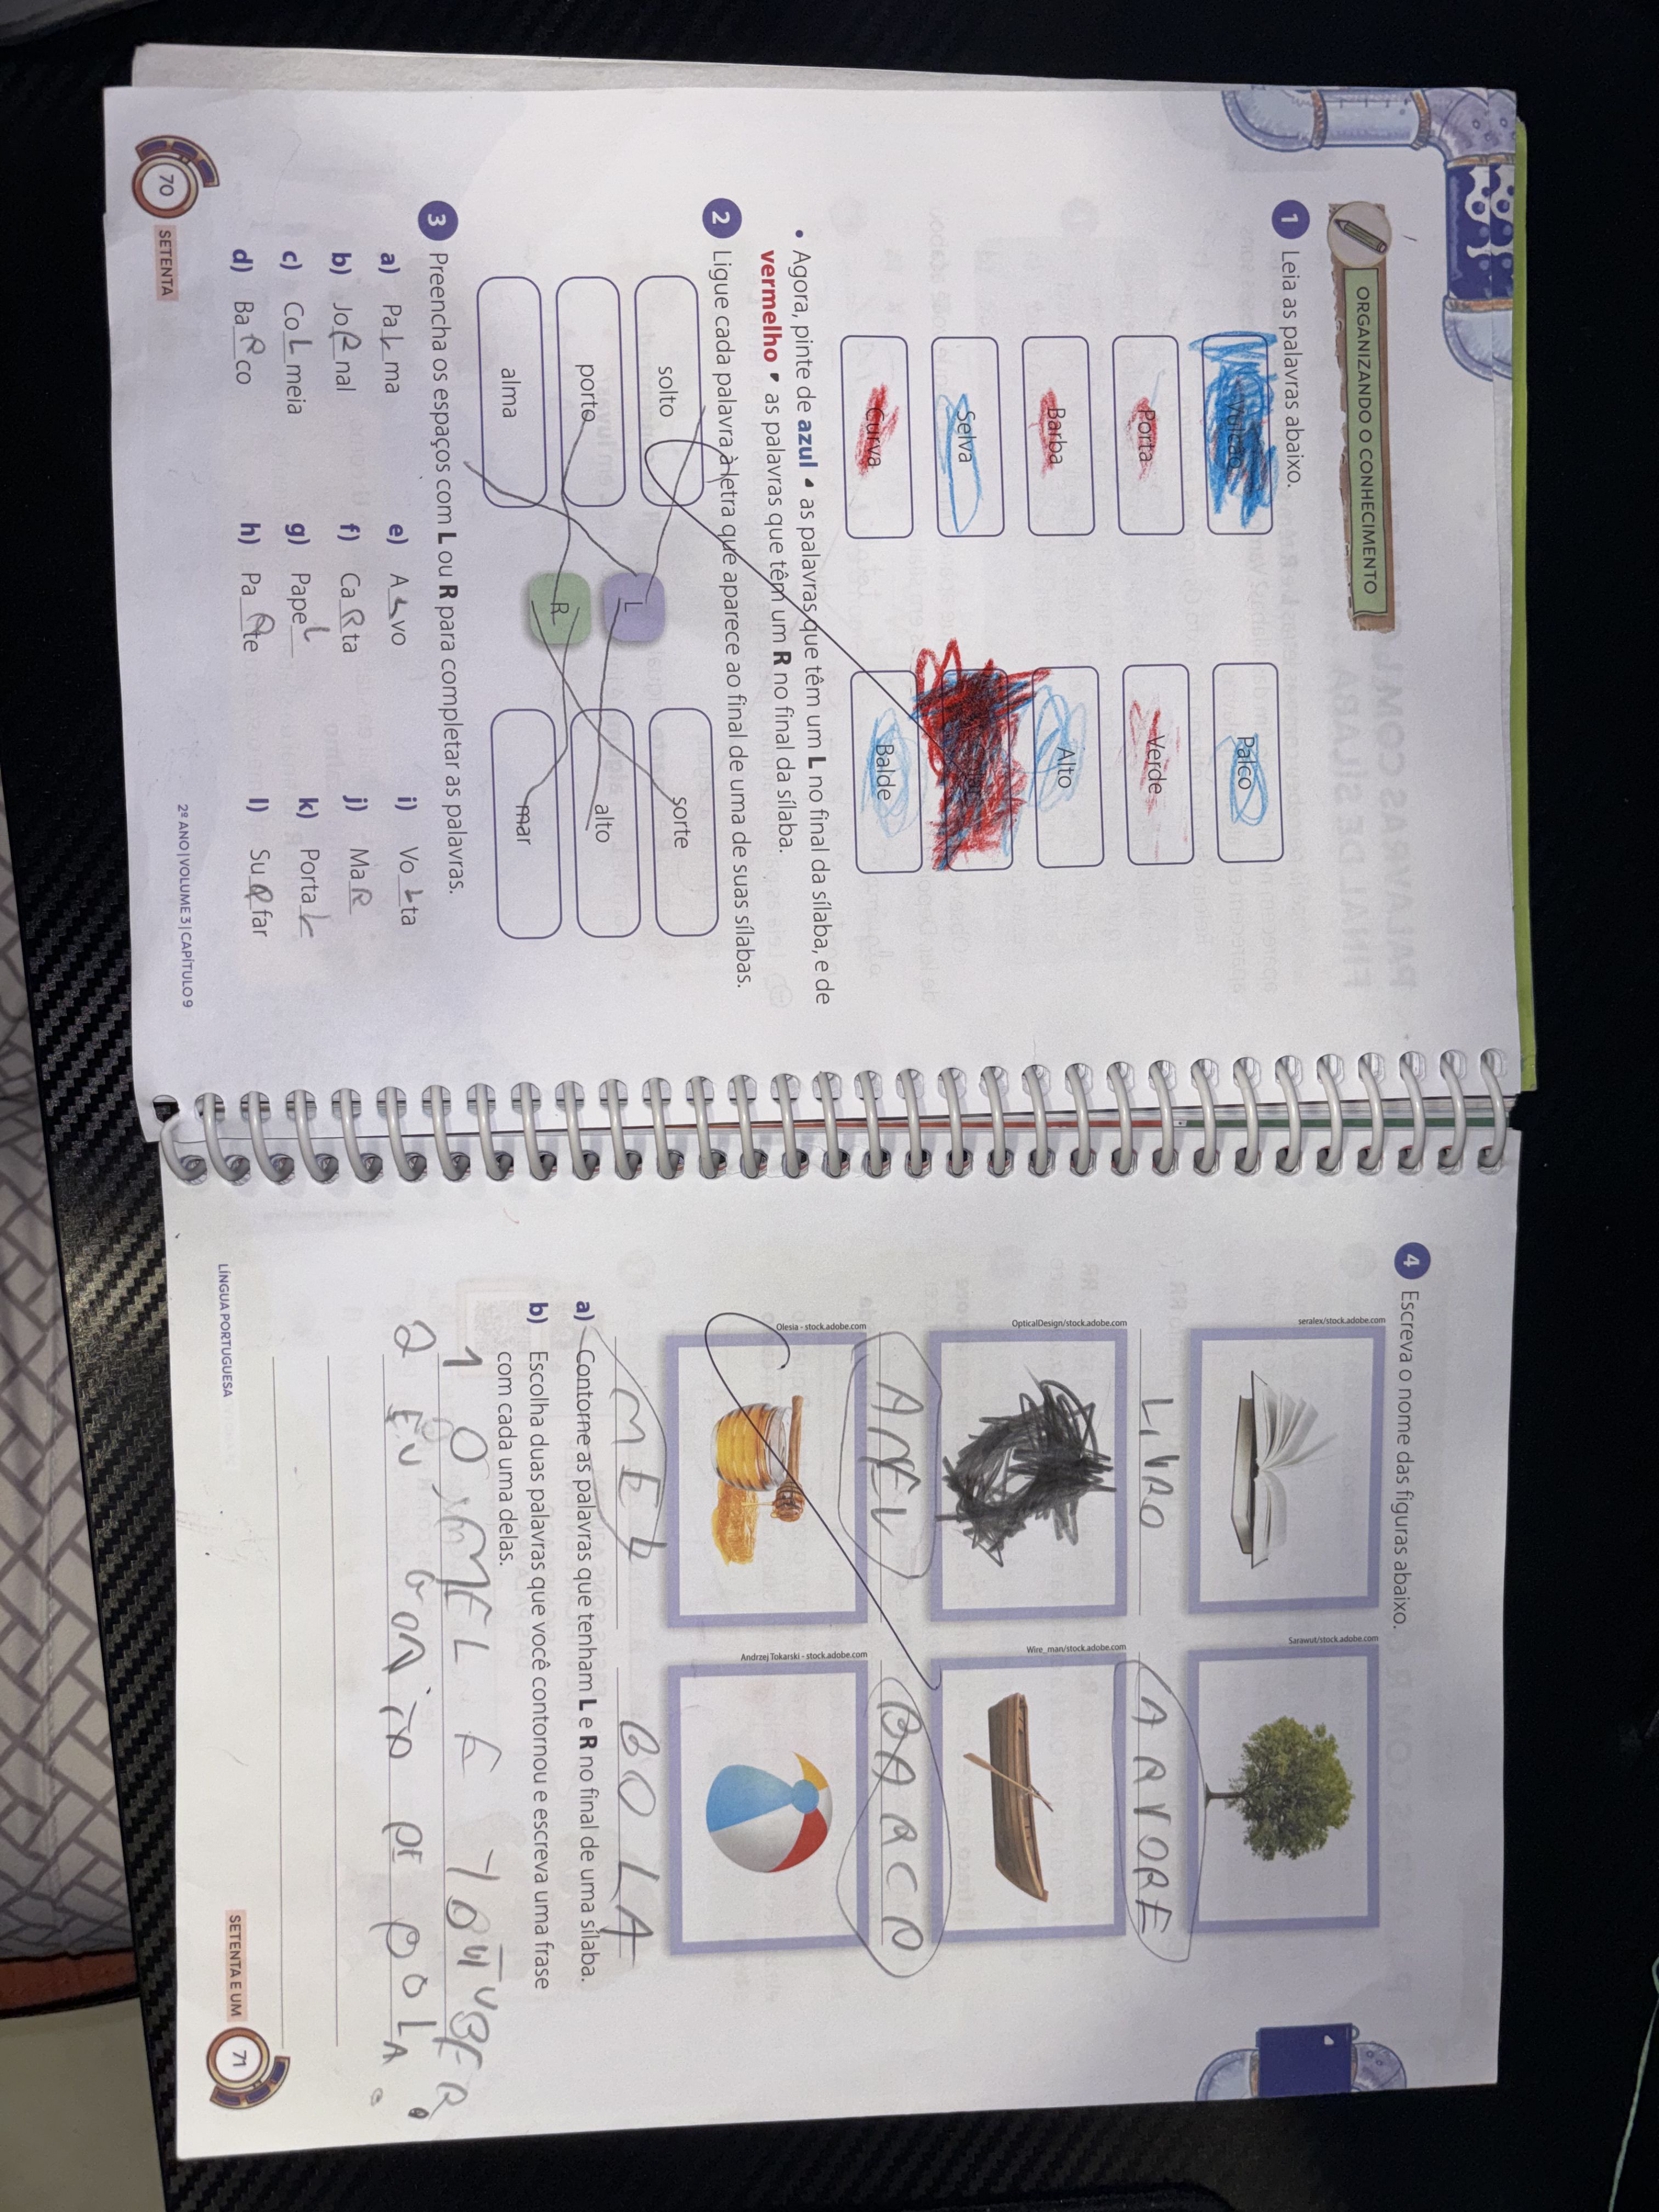 ORGANIZANDO O CONHECIMENTO
1 Leia as palavras abaixo.
Vulcão Palco
Porta Verde
Barba Alto
Selva
Curva Balde
• Agora, pinte de azul as palavras que têm um L no final da sílaba, e de
vermelho as palavras que têm um R no final da sílaba.
2 Ligue cada palavra à letra que aparece ao final de uma de suas sílabas.
solto L sorte
porto R alto
alma mar
3 Preencha os espaços com L ou R para completar as palavras.
a) PaLma e) ALvo i) VoLta
b) JoRnal f) CaRta j) MaR
c) CoLmeia g) PapeL k) PortaL
d) BaRco h) PaRte l) SuRfar
70 SETENTA
2º ANO | VOLUME 3 | CAPÍTULO 9
4 Escreva o nome das figuras abaixo.
seralex/stock.adobe.com
Sarawut/stock.adobe.com
LIVRO
ARVORE
OpticalDesign/stock.adobe.com
Wire_man/stock.adobe.com
ANEL
BARCO
Olesia - stock.adobe.com
Andrzej Tokarski - stock.adobe.com
MEL
BOLA
a) Contorne as palavras que tenham L e R no final de uma sílaba.
b) Escolha duas palavras que você contornou e escreva uma frase
com cada uma delas.
1 O MEL E
2 EU DE BOLA.
LÍNGUA PORTUGUESA
SETENTA E UM 71